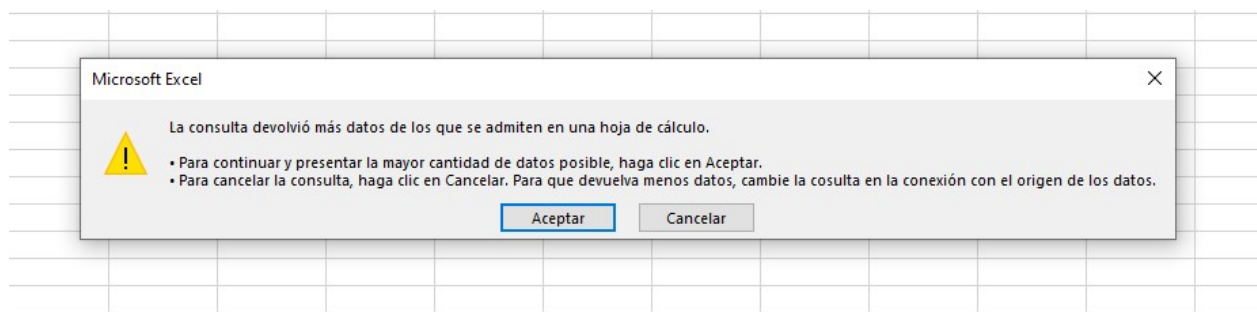 Microsoft Excel
La consulta devolvió más datos de los que se admiten en una hoja de cálculo.
• Para continuar y presentar la mayor cantidad de datos posible, haga clic en Aceptar.
• Para cancelar la consulta, haga clic en Cancelar. Para que devuelva menos datos, cambie la cosulta en la conexión con el origen de los datos.
Aceptar Cancelar